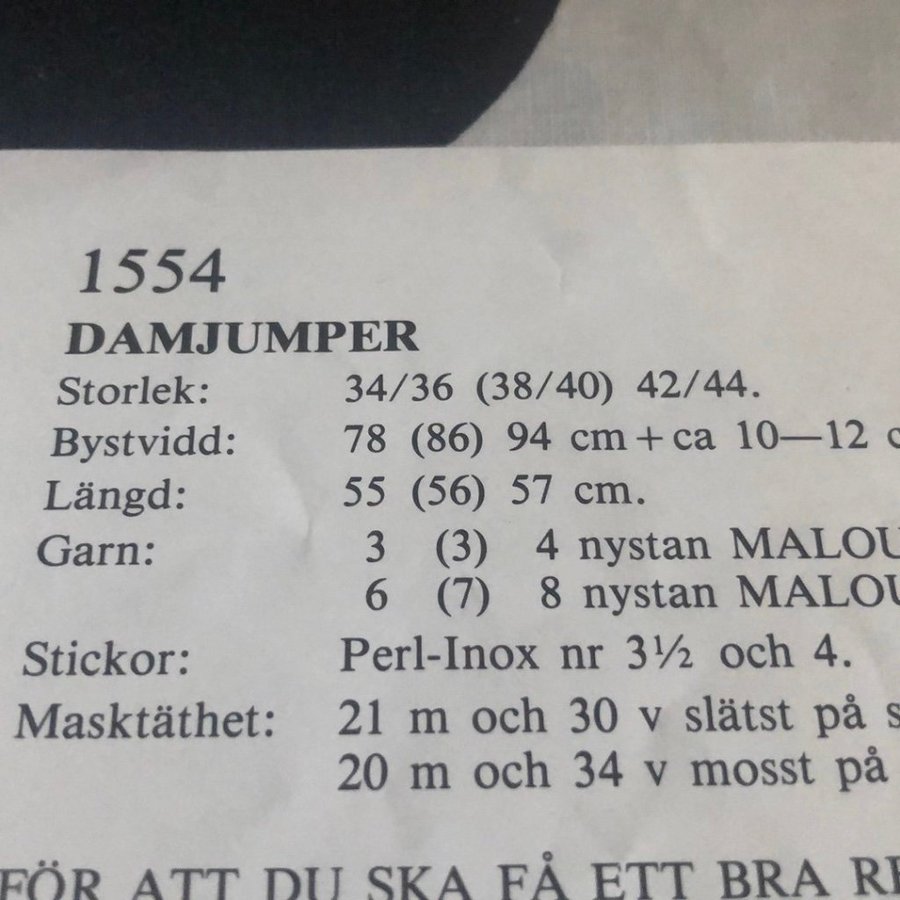 1554
DAMJUMPER
Storlek: 34/36 (38/40) 42/44.
Bystvidd: 78 (86) 94 cm + ca 10—12
Längd: 55 (56) 57 cm.
Garn: 3 (3) 4 nystan MALOU
6 (7) 8 nystan MALOU
Stickor: Perl-Inox nr 3½ och 4.
Masktäthet: 21 m och 30 v slätst på
20 m och 34 v mosst på
FÖR ATT DU SKA FÅ ETT BRA